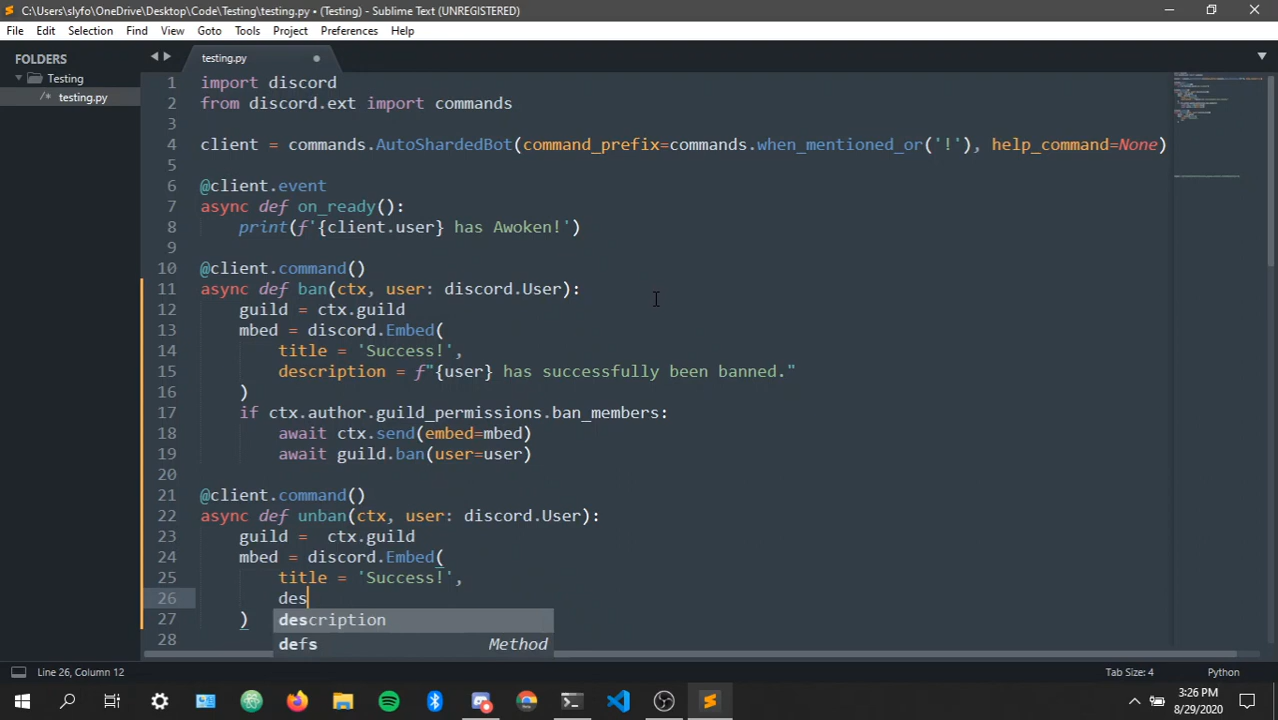 C:\Users\slyfo\OneDrive\Desktop\Code\Testing\testing.py • (Testing) - Sublime Text (UNREGISTERED)
File Edit Selection Find View Goto Tools Project Preferences Help
FOLDERS
Testing
/* testing.py
testing.py
1 import discord
2 from discord.ext import commands
3
4 client = commands.AutoShardedBot(command_prefix=commands.when_mentioned_or('!'), help_command=None)
5
6 @client.event
7 async def on_ready():
8     print(f'{client.user} has Awoken!')
9
10 @client.command()
11 async def ban(ctx, user: discord.User):
12     guild = ctx.guild
13     mbed = discord.Embed(
14         title = 'Success!',
15         description = f"{user} has successfully been banned."
16     )
17     if ctx.author.guild_permissions.ban_members:
18         await ctx.send(embed=mbed)
19         await guild.ban(user=user)
20
21 @client.command()
22 async def unban(ctx, user: discord.User):
23     guild =  ctx.guild
24     mbed = discord.Embed(
25         title = 'Success!',
26         des
27     )
description
defs Method
28
Line 26, Column 12
Tab Size: 4
Python
3:26 PM
8/29/2020